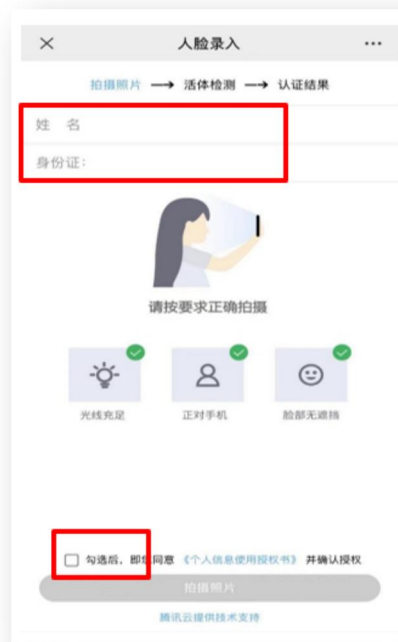 人脸录入
拍摄照片 → 活体检测 → 认证结果
姓 名
身份证：
请按要求正确拍摄
光线充足 正对手机 脸部无遮挡
勾选后，即您同意 《个人信息使用授权书》 并确认授权
拍摄照片
腾讯云提供技术支持